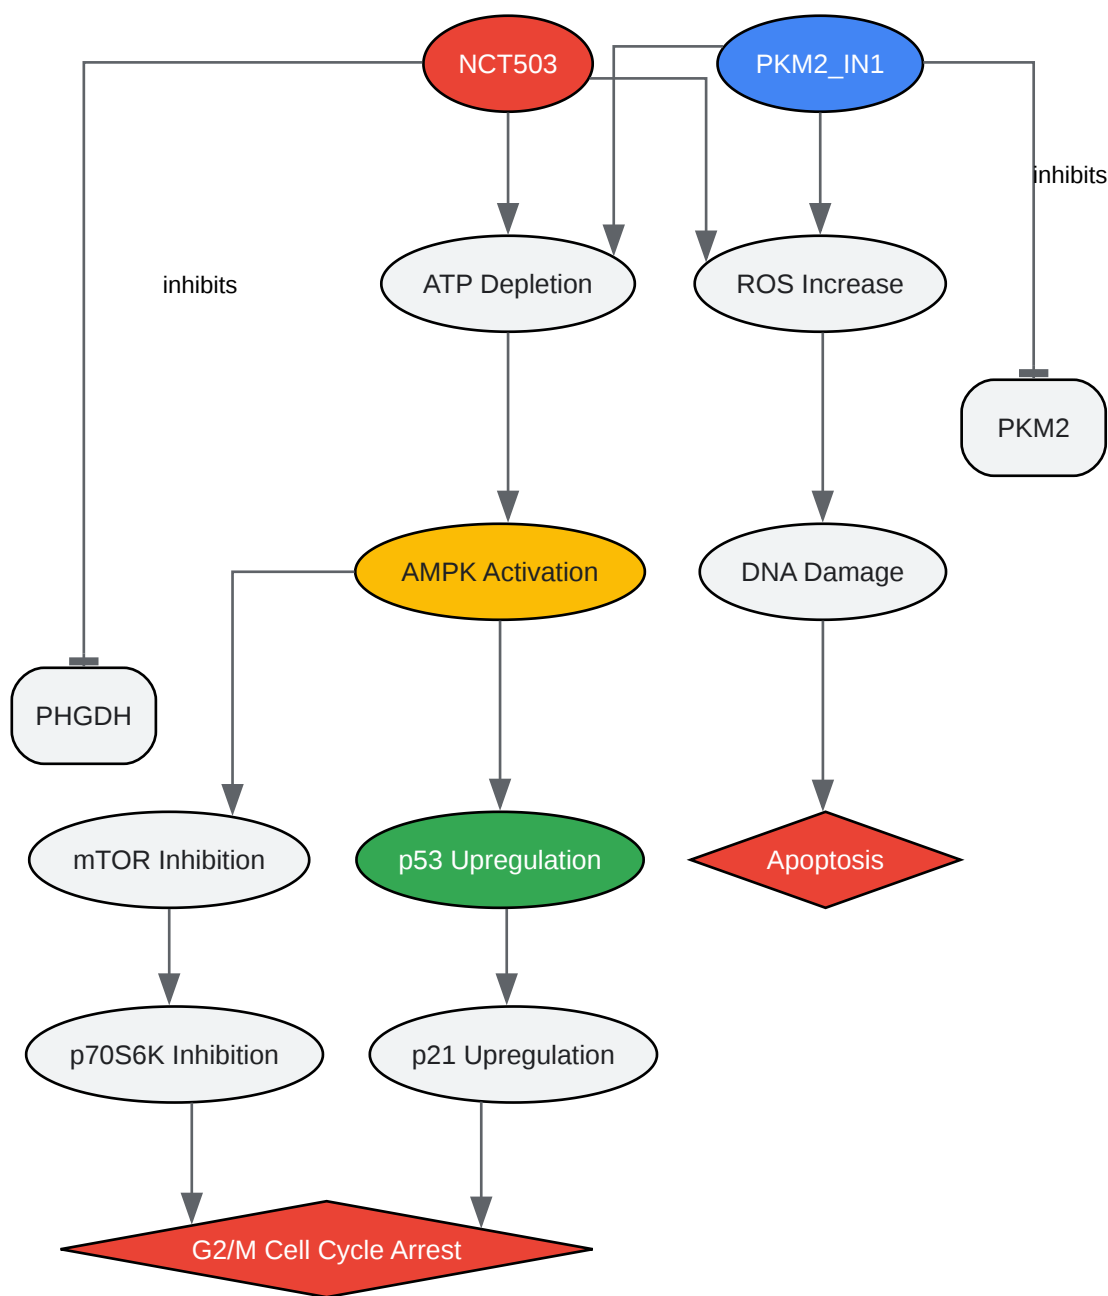 NCT503
PKM2_IN1
inhibits
inhibits
ATP Depletion
ROS Increase
PKM2
AMPK Activation
DNA Damage
PHGDH
mTOR Inhibition
p53 Upregulation
Apoptosis
p70S6K Inhibition
p21 Upregulation
G2/M Cell Cycle Arrest